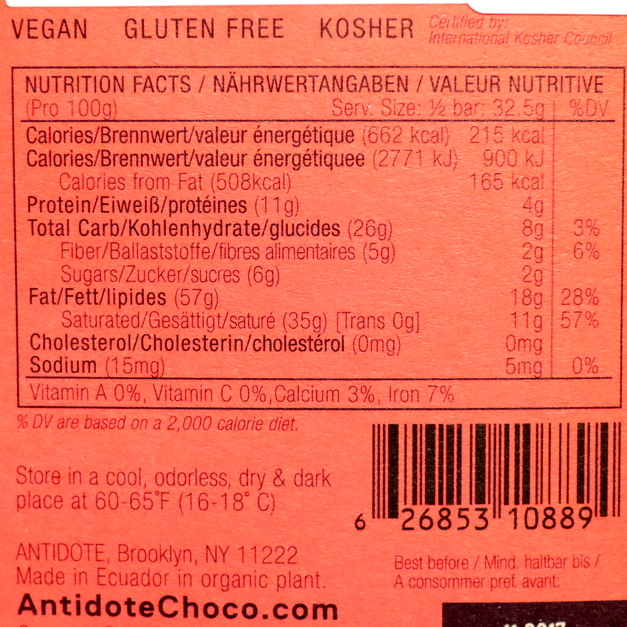 VEGAN GLUTEN FREE KOSHER Certified by:
International Kosher Council
NUTRITION FACTS / NÄHRWERTANGABEN / VALEUR NUTRITIVE
(Pro 100g) Serv. Size: ½ bar: 32.5g %DV
Calories/Brennwert/valeur énergétique (662 kcal) 215 kcal
Calories/Brennwert/valeur énergétiquee (2771 kJ) 900 kJ
Calories from Fat (508kcal) 165 kcal
Protein/Eiweiß/protéines (11g) 4g
Total Carb/Kohlenhydrate/glucides (26g) 8g 3%
Fiber/Ballaststoffe/fibres alimentaires (5g) 2g 6%
Sugars/Zucker/sucres (6g) 2g
Fat/Fett/lipides (57g) 18g 28%
Saturated/Gesättigt/saturé (35g) [Trans 0g] 11g 57%
Cholesterol/Cholesterin/cholestérol (0mg) 0mg
Sodium (15mg) 5mg 0%
Vitamin A 0%, Vitamin C 0%,Calcium 3%, Iron 7%
% DV are based on a 2,000 calorie diet.
Store in a cool, odorless, dry & dark
place at 60-65°F (16-18° C)
6 26853 10889
ANTIDOTE, Brooklyn, NY 11222
Made in Ecuador in organic plant.
AntidoteChoco.com
Best before / Mind. haltbar bis /
A consommer pref. avant: